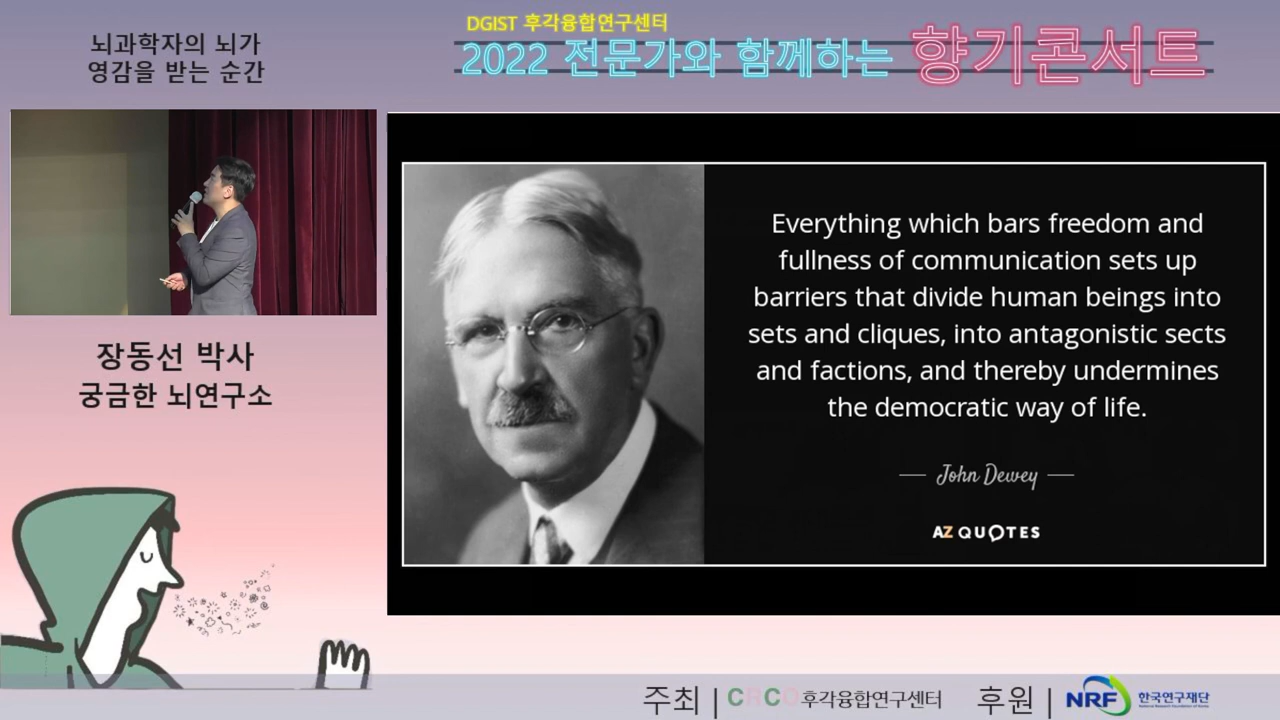 뇌과학자의 뇌가
영감을 받는 순간
DGIST 후각융합연구센터
2022 전문가와 함께하는 향기콘서트
장동선 박사
궁금한 뇌연구소
Everything which bars freedom and
fullness of communication sets up
barriers that divide human beings into
sets and cliques, into antagonistic sects
and factions, and thereby undermines
the democratic way of life.
John Dewey
AZ QUOTES
주최 | CRCO 후각융합연구센터 후원 | NRF 한국연구재단